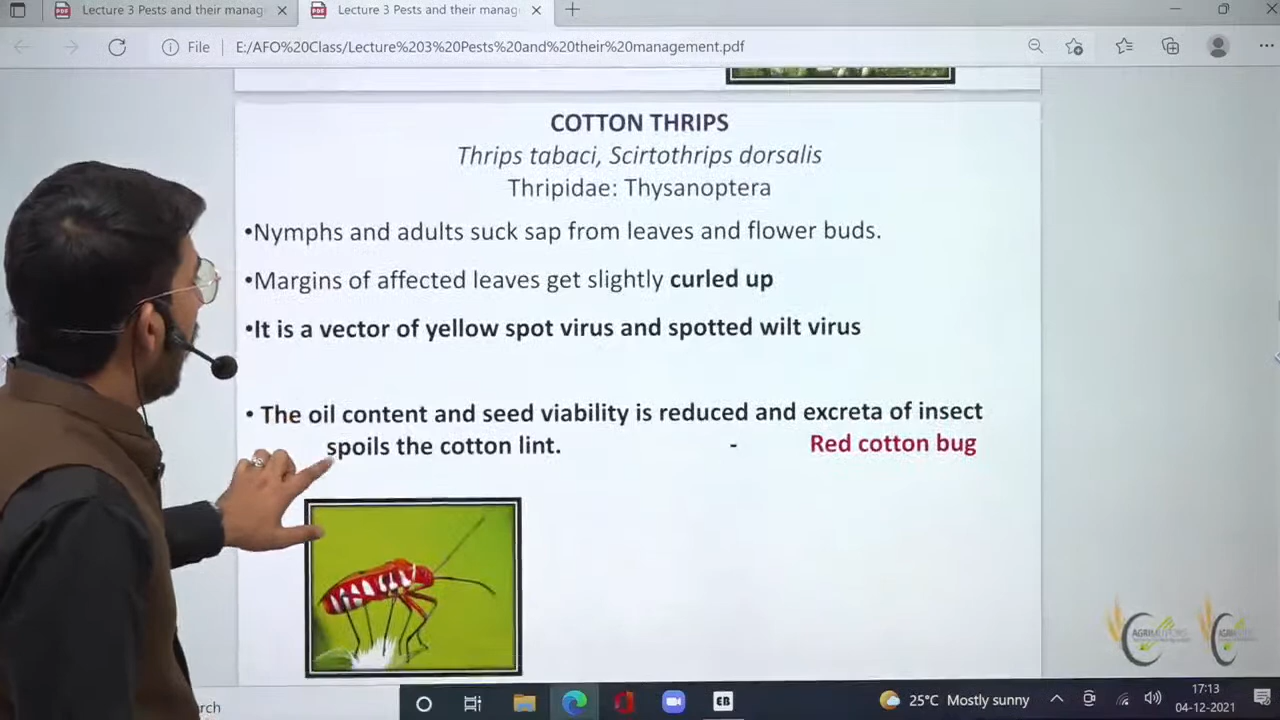 Lecture 3 Pests and their manag
Lecture 3 Pests and their manag
File
E:/AFO%20Class/Lecture%203%20Pests%20and%20their%20management.pdf
COTTON THRIPS
Thrips tabaci, Scirtothrips dorsalis
Thripidae: Thysanoptera
•Nymphs and adults suck sap from leaves and flower buds.
•Margins of affected leaves get slightly curled up
•It is a vector of yellow spot virus and spotted wilt virus
• The oil content and seed viability is reduced and excreta of insect
spoils the cotton lint. - Red cotton bug
rch
EB
25°C Mostly sunny
17:13
04-12-2021